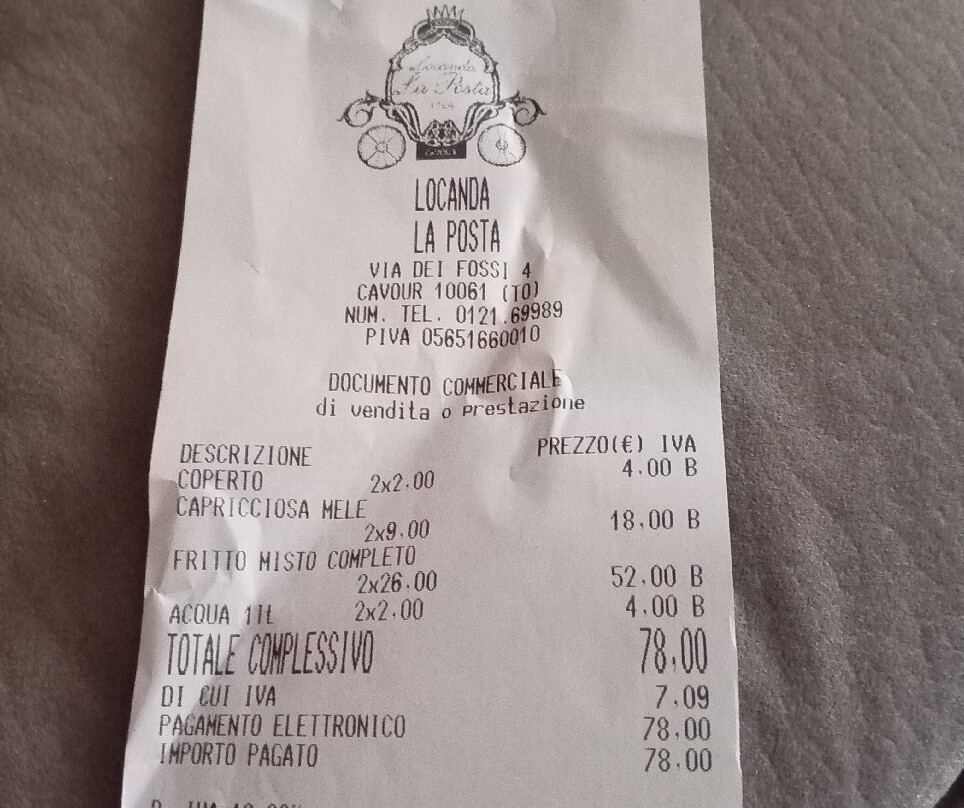 Locanda
La Posta
LOCANDA
LA POSTA
VIA DEI FOSSI 4
CAVOUR 10061 (TO)
NUM. TEL. 0121.69989
PIVA 05651660010
DOCUMENTO COMMERCIALE
di vendita o prestazione
DESCRIZIONE PREZZO(€) IVA
COPERTO 2x2.00 4.00 B
CAPRICCIOSA MELE
2x9.00 18,00 B
FRITTO MISTO COMPLETO
2x26.00 52.00 B
ACQUA 1lt 2x2.00 4.00 B
TOTALE COMPLESSIVO 78,00
DI CUI IVA 7.09
PAGAMENTO ELETTRONICO 78.00
IMPORTO PAGATO 78.00